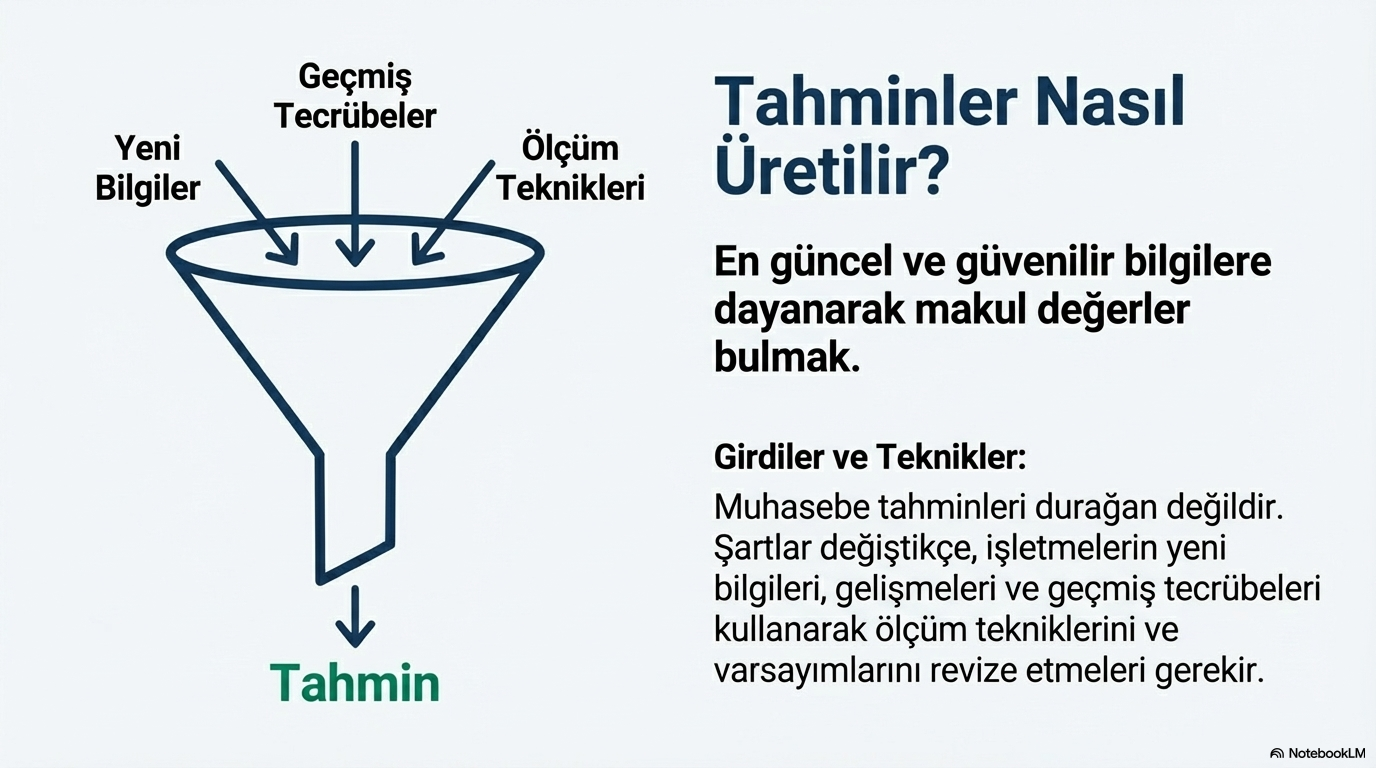 Geçmiş
Tecrübeler
Yeni
Bilgiler
Ölçüm
Teknikleri
Tahmin
Tahminler Nasıl
Üretilir?
En güncel ve güvenilir bilgilere
dayanarak makul değerler
bulmak.
Girdiler ve Teknikler:
Muhasebe tahminleri durağan değildir.
Şartlar değiştikçe, işletmelerin yeni
bilgileri, gelişmeleri ve geçmiş tecrübeleri
kullanarak ölçüm tekniklerini ve
varsayımlarını revize etmeleri gerekir.
NotebookLM